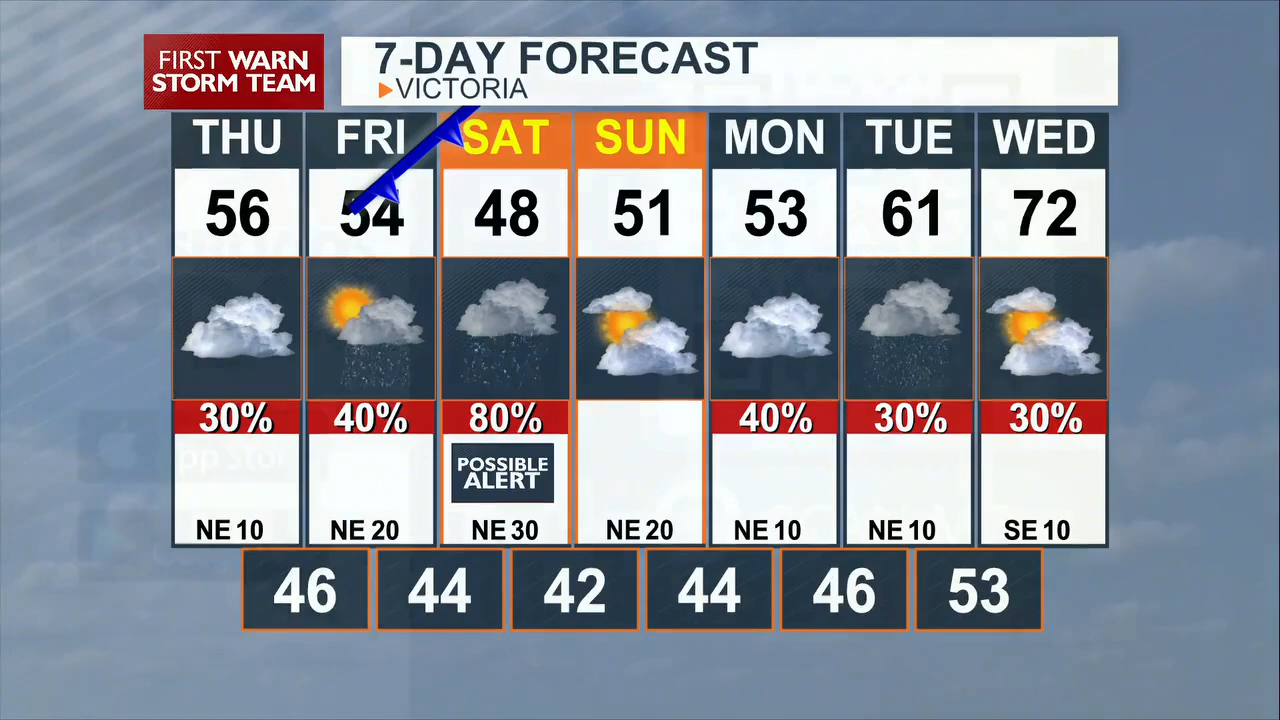 FIRST WARN
STORM TEAM
7-DAY FORECAST
VICTORIA
THU FRI SAT SUN MON TUE WED
56 54 48 51 53 61 72
30% 40% 80% 40% 30% 30%
POSSIBLE
ALERT
NE 10 NE 20 NE 30 NE 20 NE 10 NE 10 SE 10
46 44 42 44 46 53